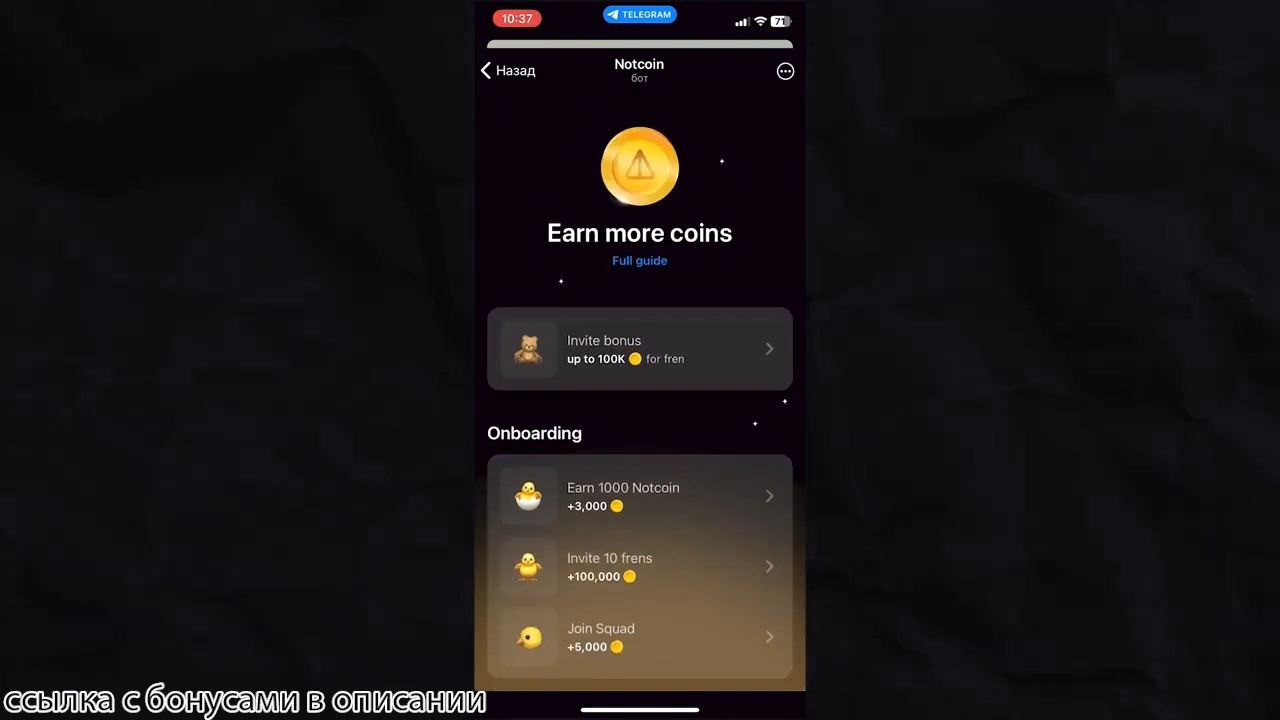 10:37
TELEGRAM
71
Назад
Notcoin
бот
Earn more coins
Full guide
Invite bonus
up to 100K for fren
Onboarding
Earn 1000 Notcoin
+3,000
Invite 10 frens
+100,000
Join Squad
+5,000
ссылка с бонусами в описании